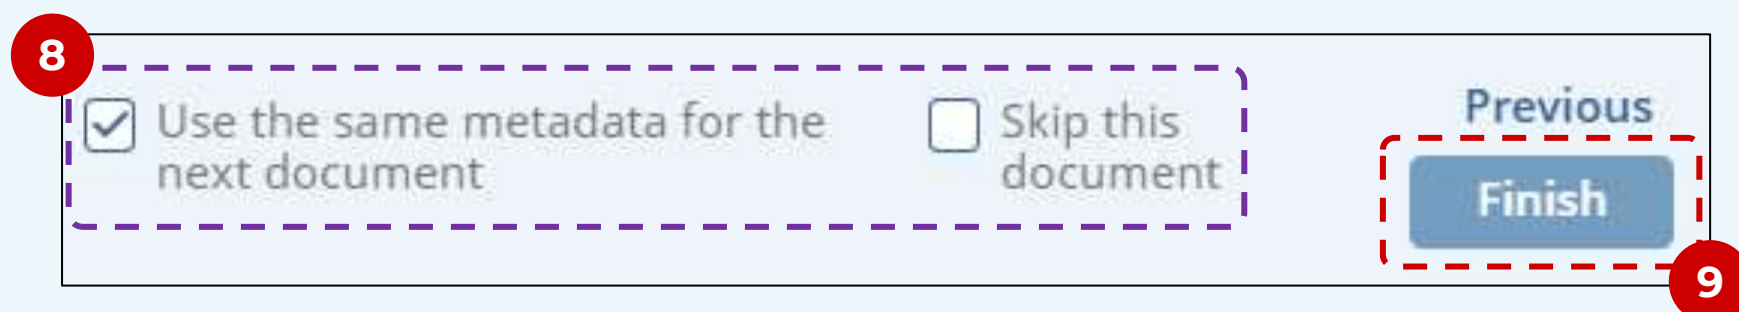 8
Use the same metadata for the
next document
Skip this
document
Previous
Finish
9